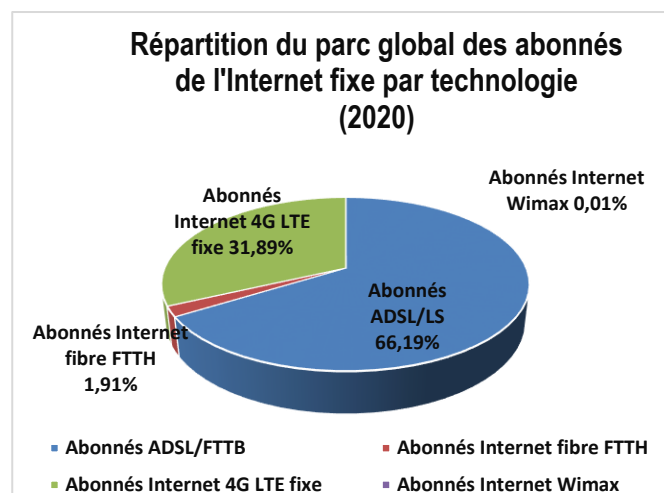 Répartition du parc global des abonnés
de l'Internet fixe par technologie
(2020)
Abonnés Internet
Wimax 0,01%
Abonnés
Internet 4G LTE
fixe 31,89%
Abonnés
ADSL/LS
66,19%
Abonnés Internet
fibre FTTH
1,91%
Abonnés ADSL/FTTB
Abonnés Internet fibre FTTH
Abonnés Internet 4G LTE fixe
Abonnés Internet Wimax